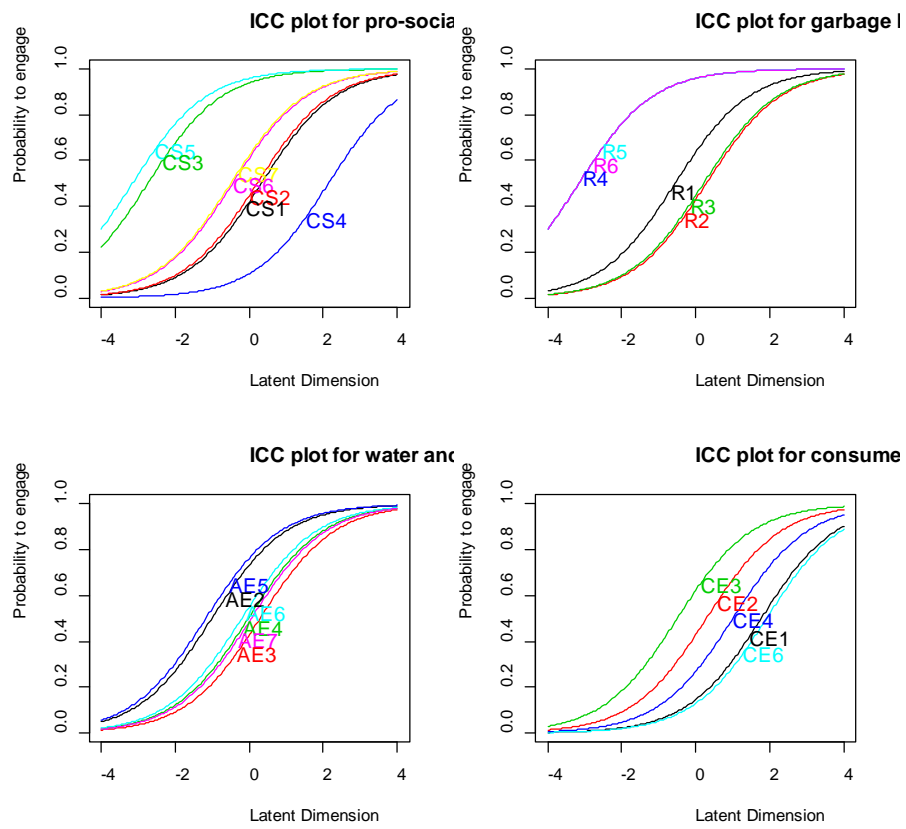 ICC plot for pro-socia
Probability to engage
1.0
0.8
0.6
0.4
0.2
0.0
CS5
CS3
CS7
CS6
CS2
CS1
CS4
-4 -2 0 2 4
Latent Dimension
ICC plot for garbage
Probability to engage
1.0
0.8
0.6
0.4
0.2
0.0
R5
R6
R4
R1
R3
R2
-4 -2 0 2 4
Latent Dimension
ICC plot for water and
Probability to engage
1.0
0.8
0.6
0.4
0.2
0.0
AE5
AE2
AE6
AE4
AE7
AE3
-4 -2 0 2 4
Latent Dimension
ICC plot for consume
Probability to engage
1.0
0.8
0.6
0.4
0.2
0.0
CE3
CE2
CE4
CE1
CE6
-4 -2 0 2 4
Latent Dimension